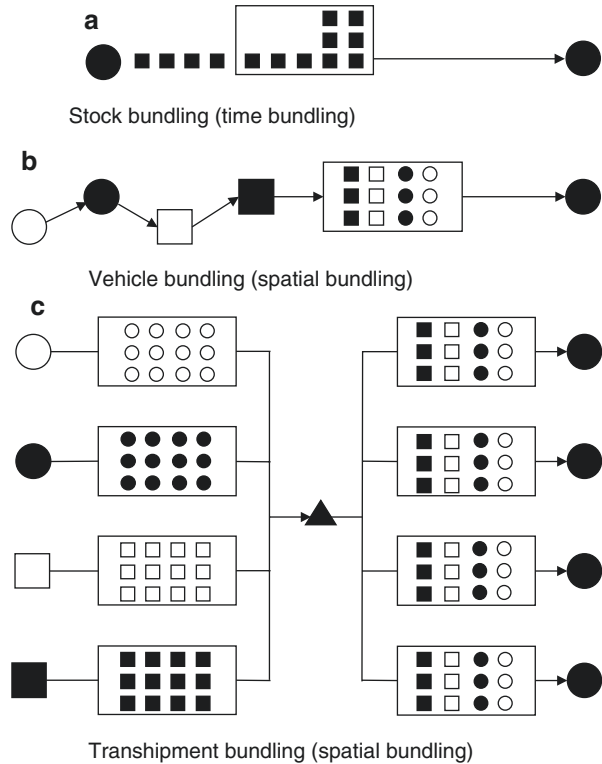 a
Stock bundling (time bundling)
b
Vehicle bundling (spatial bundling)
c
Transhipment bundling (spatial bundling)